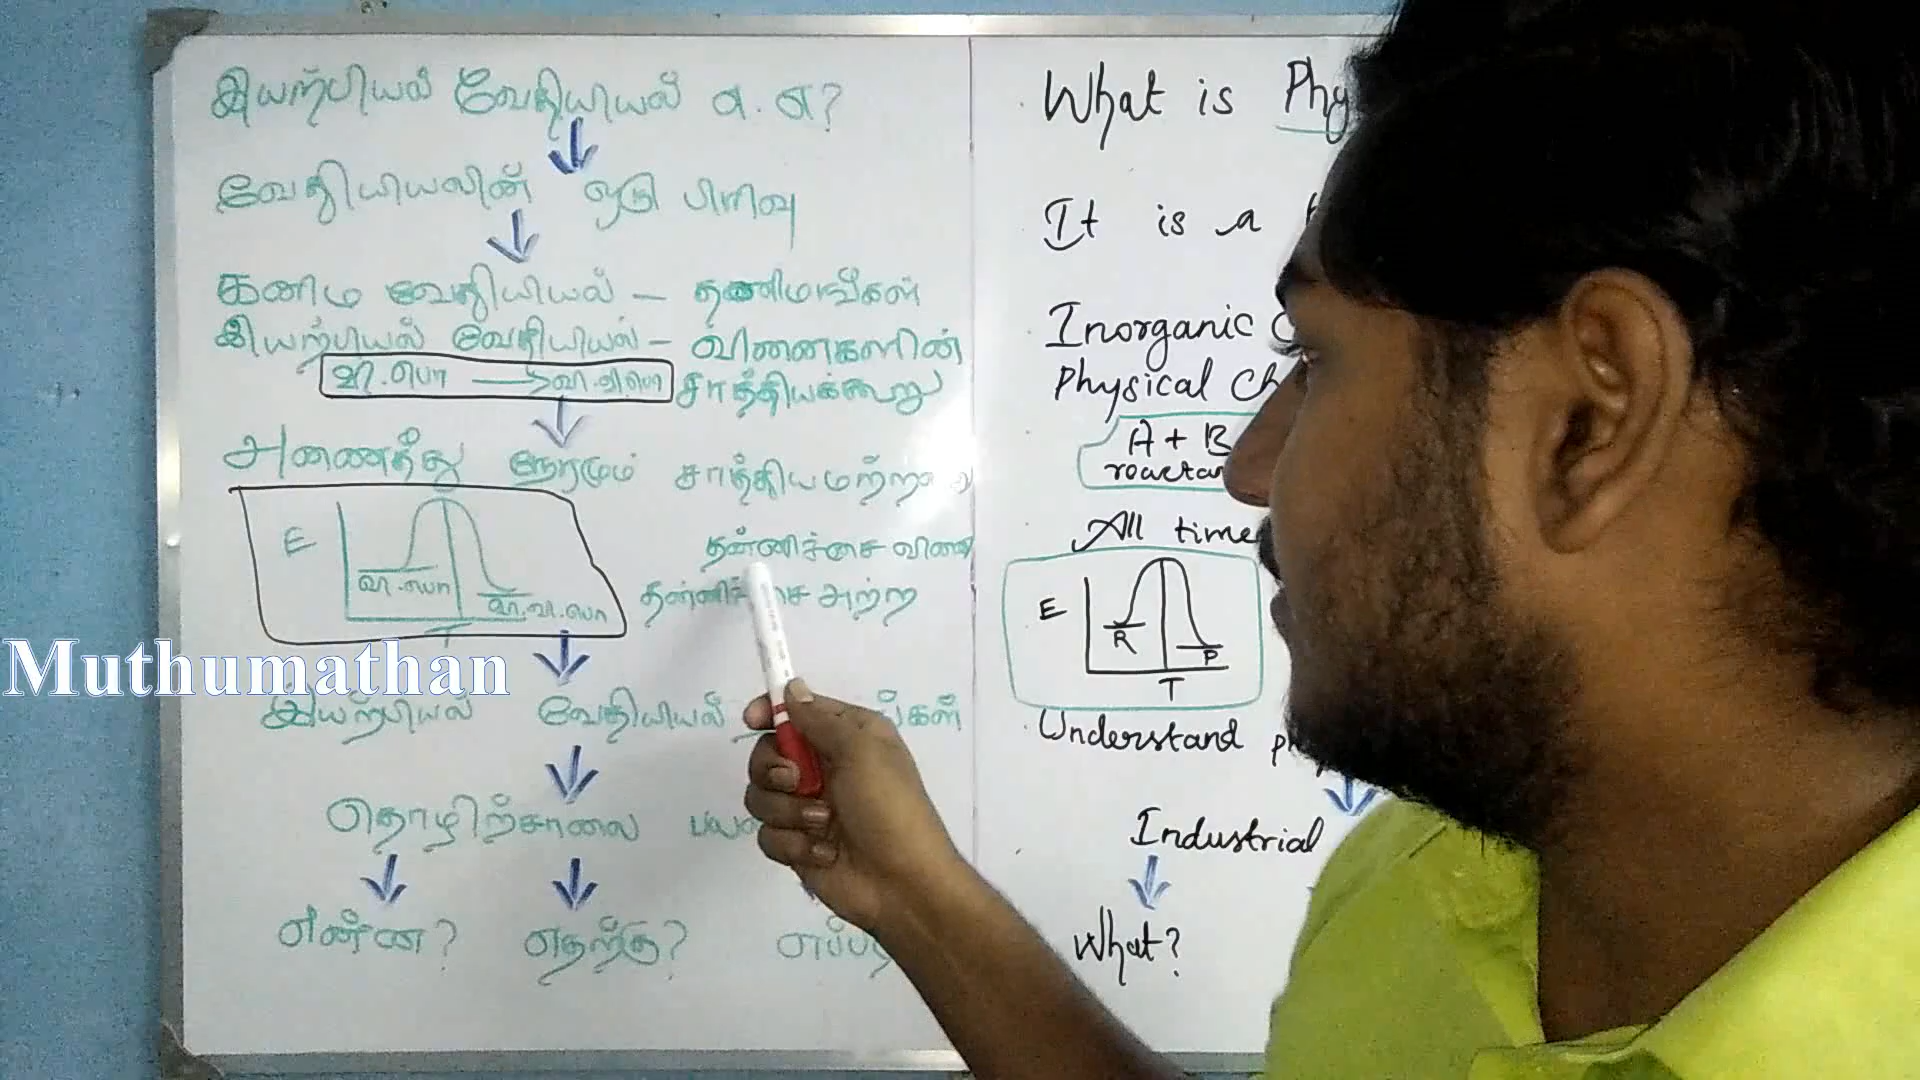 இயற்பியல் வேதியியல் எ. எ?
வேதியியலின் ஒரு பிரிவு
கனிம வேதியியல் – தனிமங்கள்
இயற்பியல் வேதியியல் – வினைகளின்
வி.பொ → வி.வி.பொ சாத்தியக்கூறு
அனைத்து நேரமும் சாத்தியமற்றது
E
வி.பொ
வி.வி.பொ
T
தன்னிச்சை வினை
தன்னிச்சை அற்ற
இயற்பியல் வேதியியல்
தொழிற்சாலை
என்ன? எதற்கு?
Muthumathan
What is Phy
It is a
Inorganic C
Physical Ch
A + B
reactan
All time
E
R
P
T
Understand ph
Industrial
What?